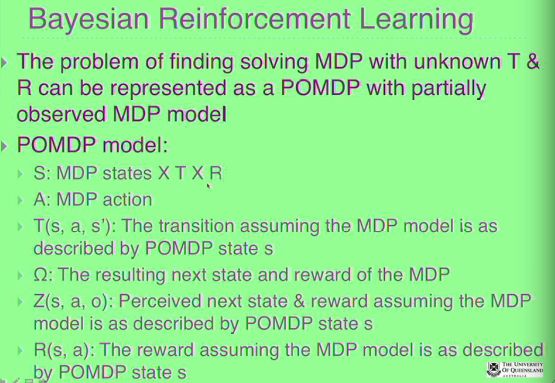 Bayesian Reinforcement Learning
The problem of finding solving MDP with unknown T &
R can be represented as a POMDP with partially
observed MDP model
POMDP model:
S: MDP states X T X R
A: MDP action
T(s, a, s'): The transition assuming the MDP model is as
described by POMDP state s
Ω: The resulting next state and reward of the MDP
Z(s, a, o): Perceived next state & reward assuming the MDP
model is as described by POMDP state s
R(s, a): The reward assuming the MDP model is as described
by POMDP state s
THE UNIVERSITY
OF QUEENSLAND
AUSTRALIA